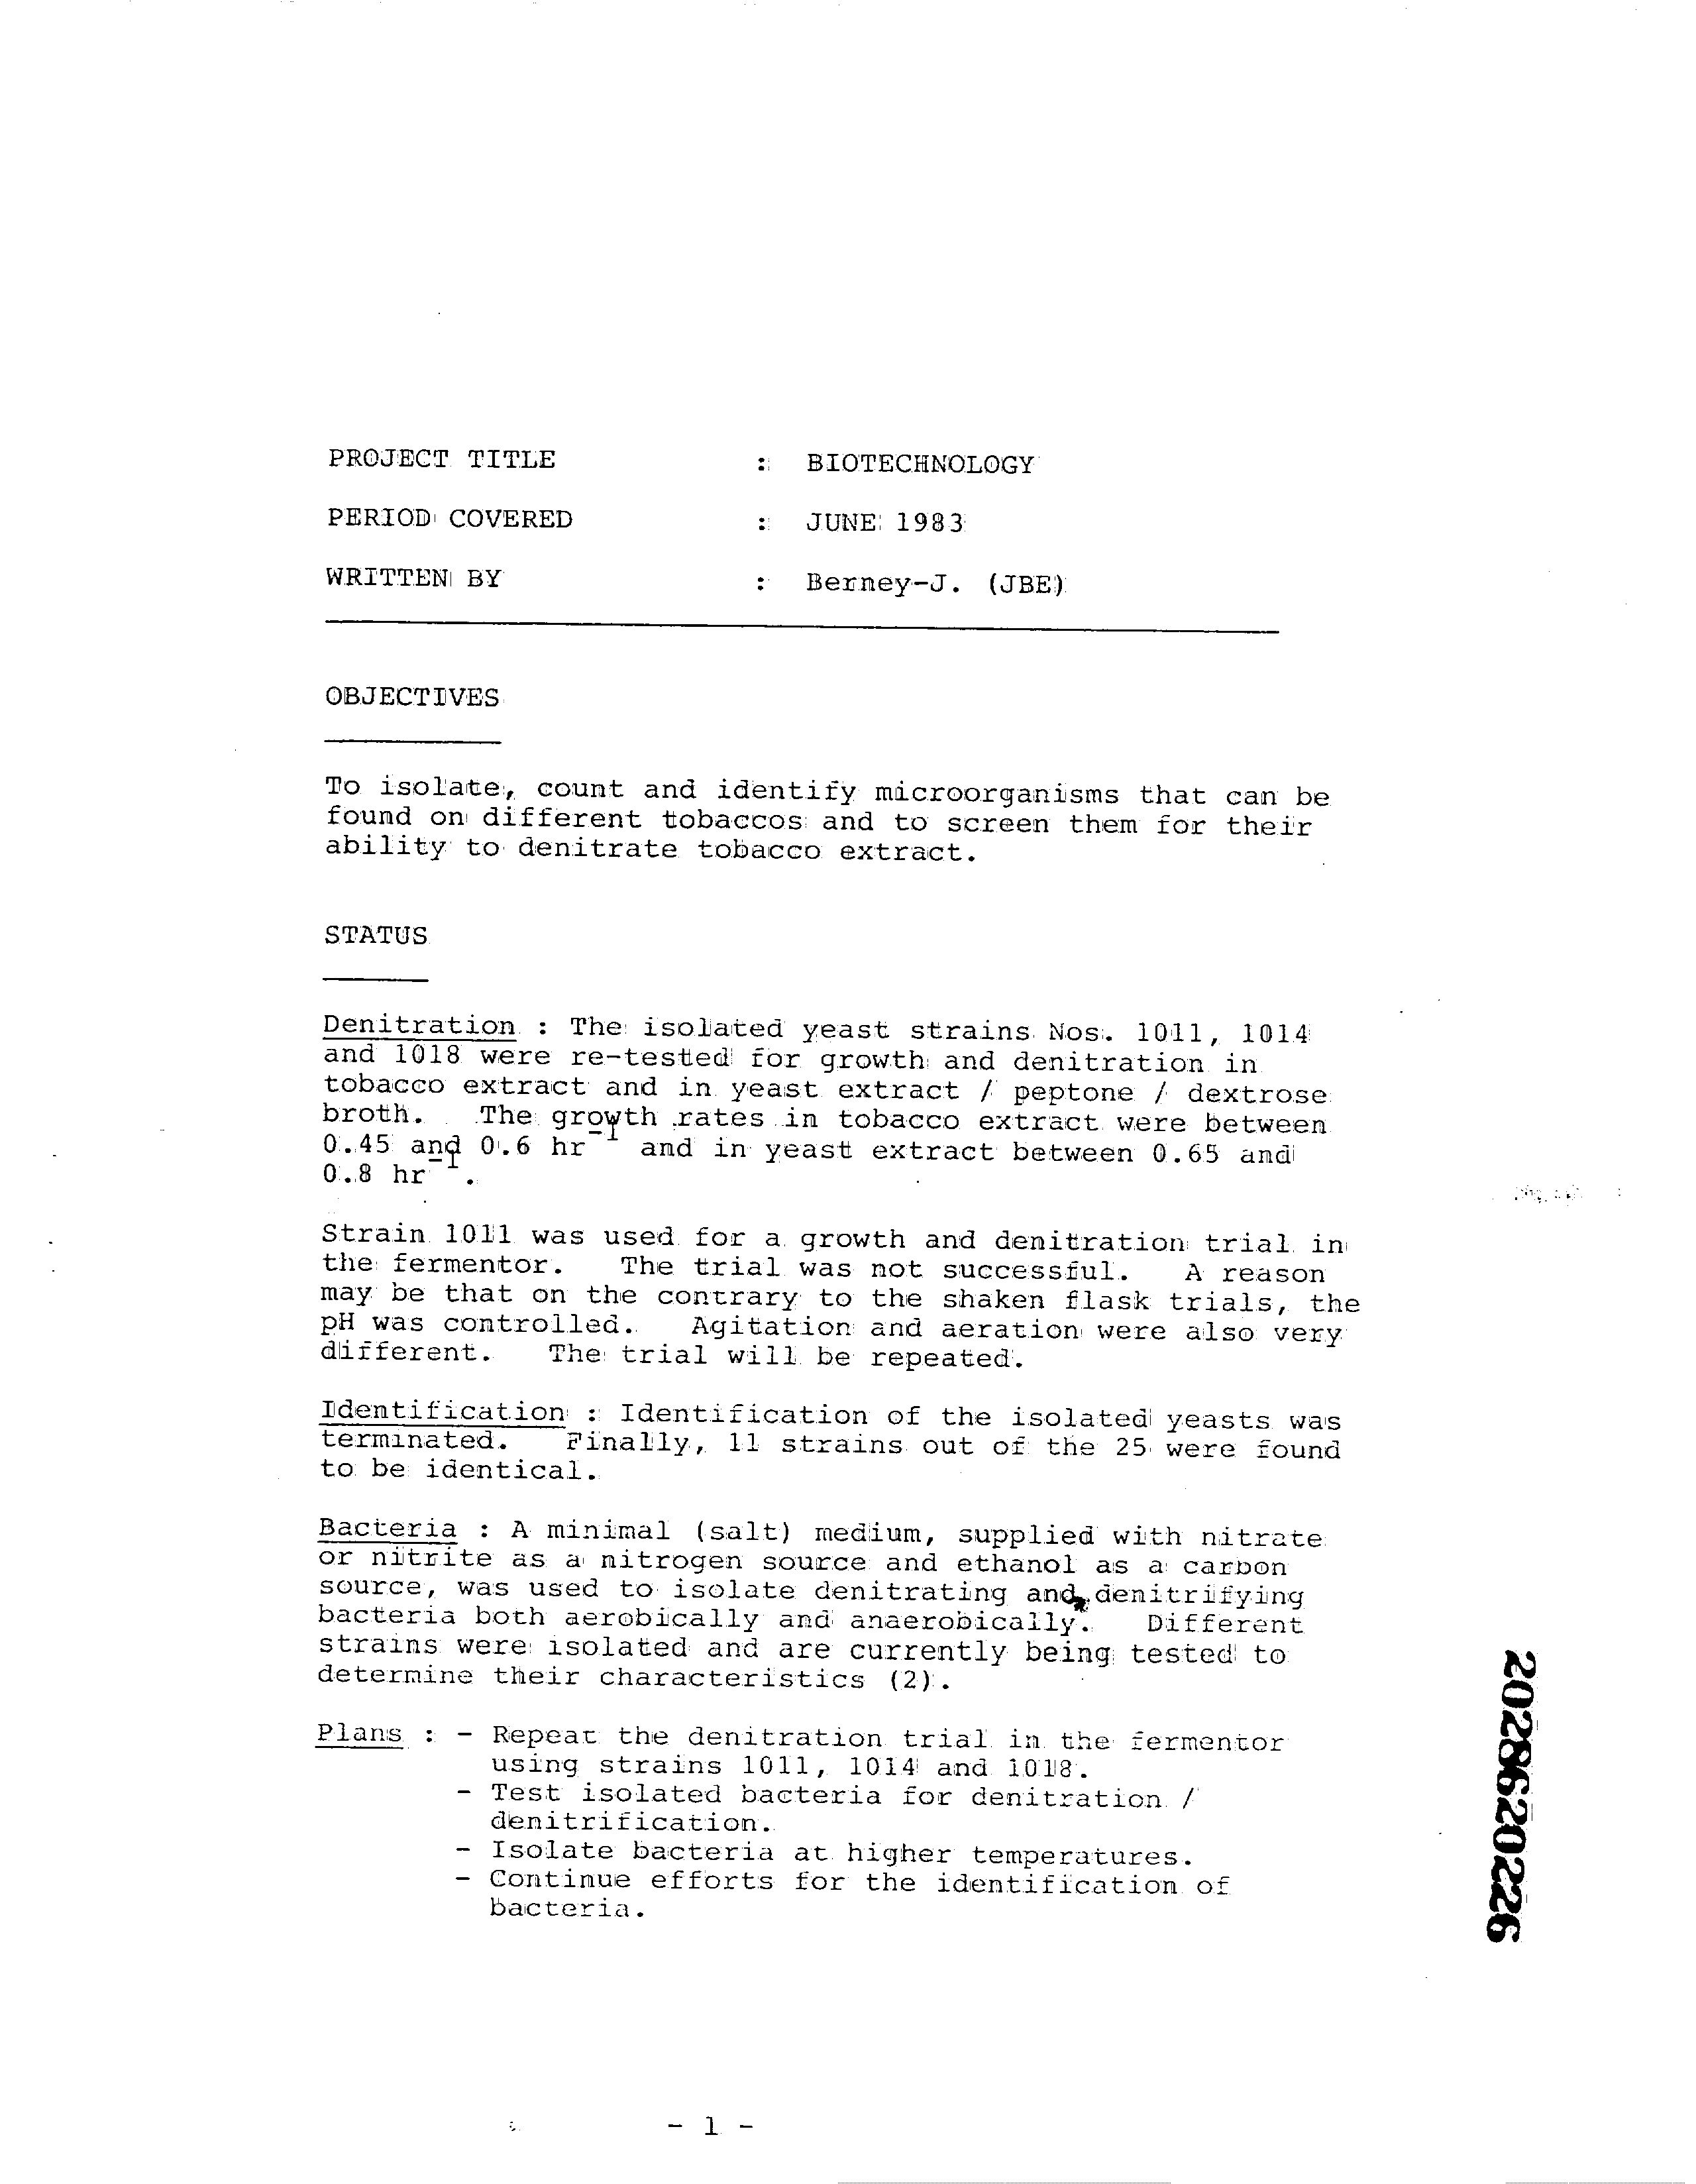 PROJECT TITLE : BIOTECHNOLOGY
PERIOD COVERED : JUNE 1983
WRITTEN BY : Berney-J. (JBE)
OBJECTIVES
To isolate, count and identify microorganisms that can be
found on different tobaccos and to screen them for their
ability to denitrate tobacco extract.
STATUS
Denitration : The isolated yeast strains Nos. 1011, 1014
and 1018 were re-tested for growth and denitration in
tobacco extract and in yeast extract / peptone / dextrose
broth. The growth rates in tobacco extract were between
0.45 and 0.6 hr⁻¹ and in yeast extract between 0.65 and
0.8 hr⁻¹.
Strain 1011 was used for a growth and denitration trial in
the fermentor. The trial was not successful. A reason
may be that on the contrary to the shaken flask trials, the
pH was controlled. Agitation and aeration were also very
different. The trial will be repeated.
Identification : Identification of the isolated yeasts was
terminated. Finally, 11 strains out of the 25 were found
to be identical.
Bacteria : A minimal (salt) medium, supplied with nitrate
or nitrite as a nitrogen source and ethanol as a carbon
source, was used to isolate denitrating and denitrifying
bacteria both aerobically and anaerobically. Different
strains were isolated and are currently being tested to
determine their characteristics (2).
Plans : - Repeat the denitration trial in the fermentor
using strains 1011, 1014 and 1018.
- Test isolated bacteria for denitration /
denitrification.
- Isolate bacteria at higher temperatures.
- Continue efforts for the identification of
bacteria.
2028620226
- 1 -